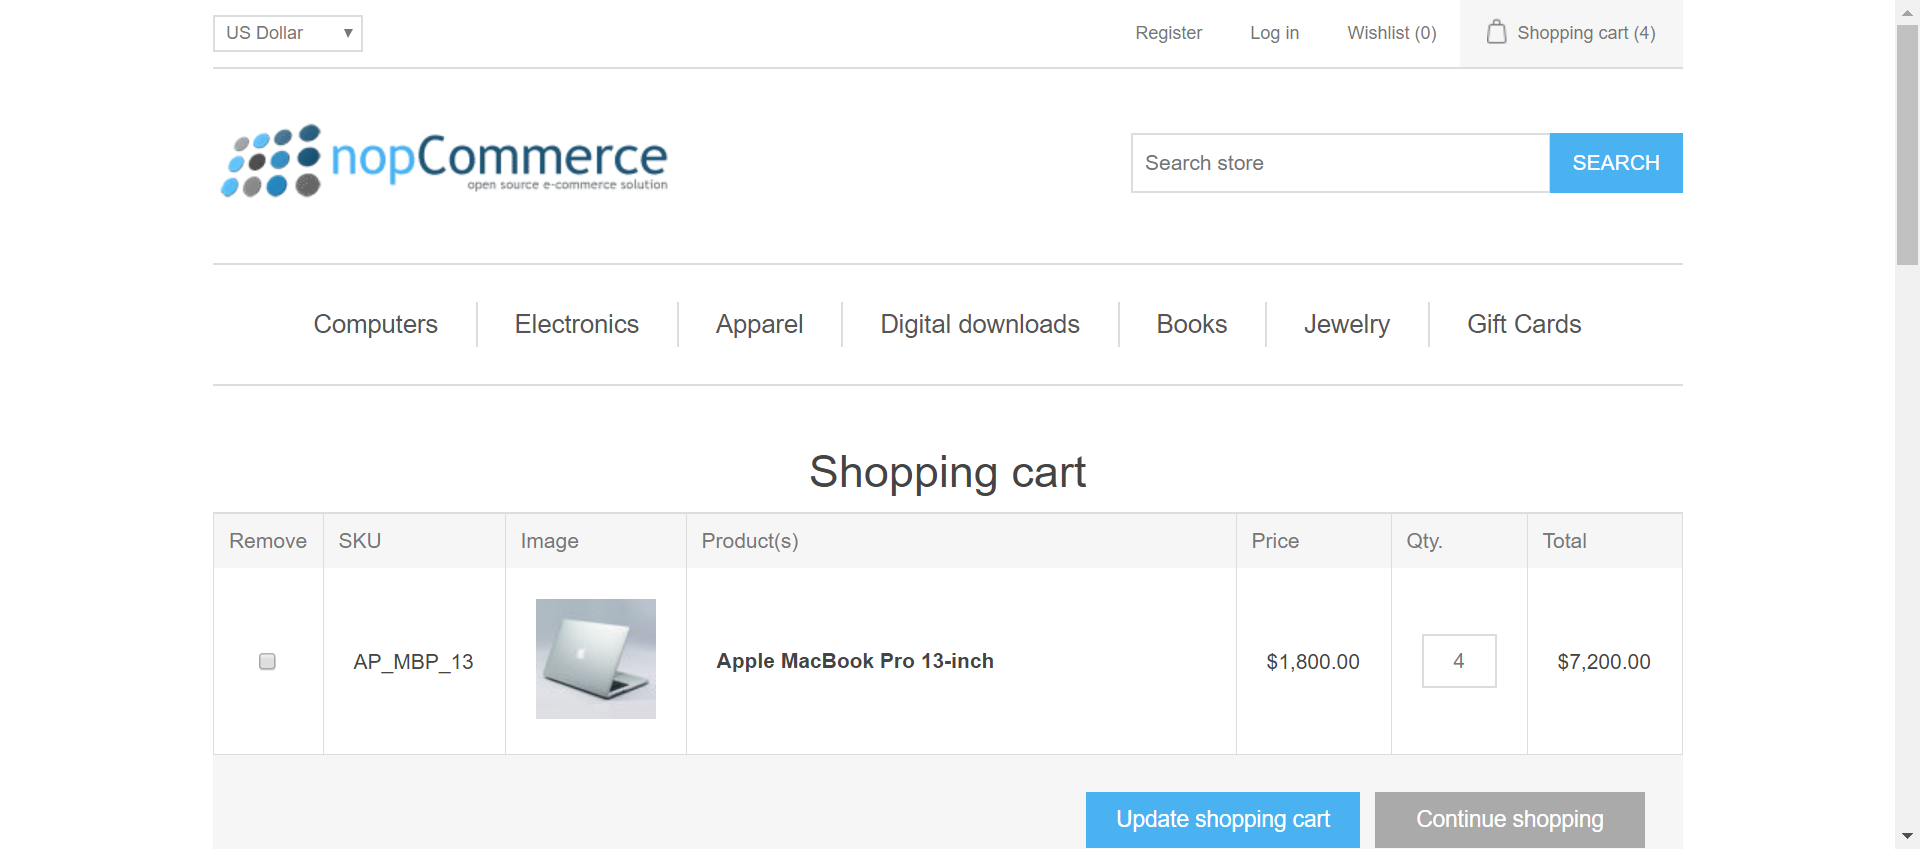 US Dollar ▼ Register Log in Wishlist (0) Shopping cart (4)
nopCommerce
open source e-commerce solution
Search store SEARCH
Computers Electronics Apparel Digital downloads Books Jewelry Gift Cards
Shopping cart
Remove SKU Image Product(s) Price Qty. Total
AP_MBP_13 Apple MacBook Pro 13-inch $1,800.00 4 $7,200.00
Update shopping cart Continue shopping